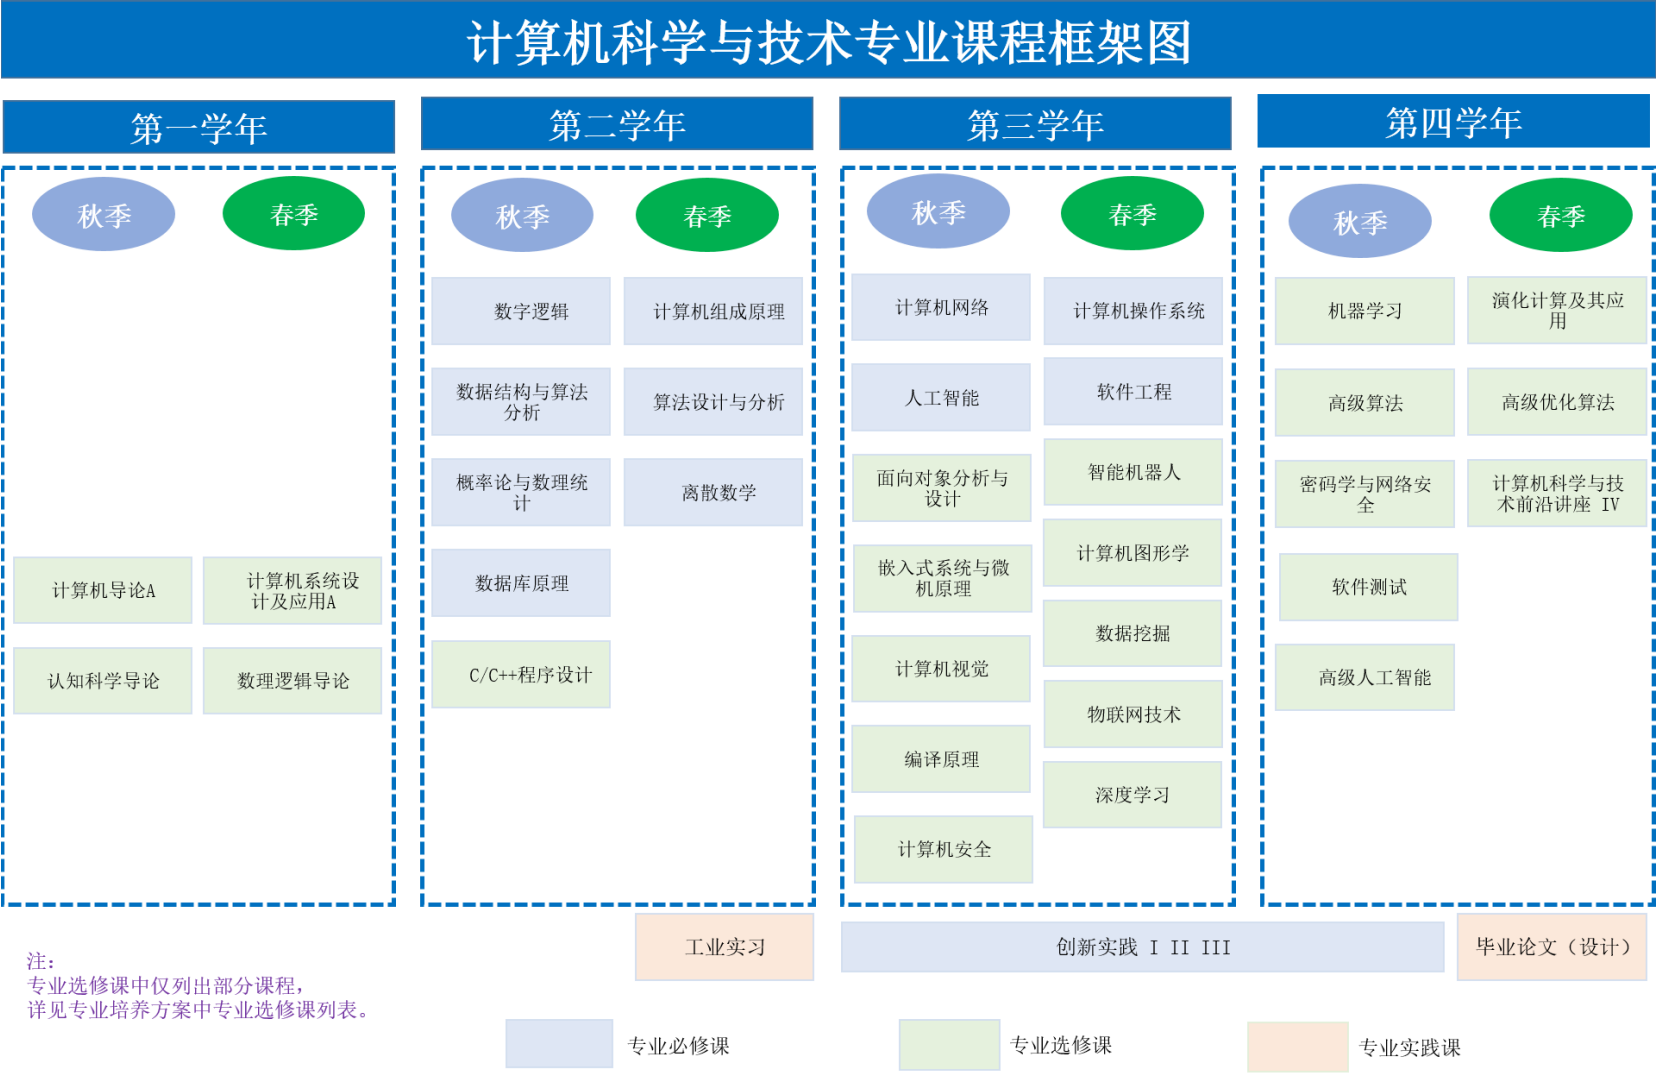 计算机科学与技术专业课程框架图
第一学年
第二学年
第三学年
第四学年
秋季
春季
秋季
春季
秋季
春季
秋季
春季
计算机导论A
认知科学导论
计算机系统设
计及应用A
数理逻辑导论
数字逻辑
数据结构与算法
分析
概率论与数理统
计
数据库原理
C/C++程序设计
计算机组成原理
算法设计与分析
离散数学
计算机网络
人工智能
面向对象分析与
设计
嵌入式系统与微
机原理
计算机视觉
编译原理
计算机安全
计算机操作系统
软件工程
智能机器人
计算机图形学
数据挖掘
物联网技术
深度学习
机器学习
高级算法
密码学与网络安
全
软件测试
高级人工智能
演化计算及其应
用
高级优化算法
计算机科学与技
术前沿讲座 IV
工业实习
创新实践 I II III
毕业论文（设计）
注：
专业选修课中仅列出部分课程，
详见专业培养方案中专业选修课列表。
专业必修课
专业选修课
专业实践课